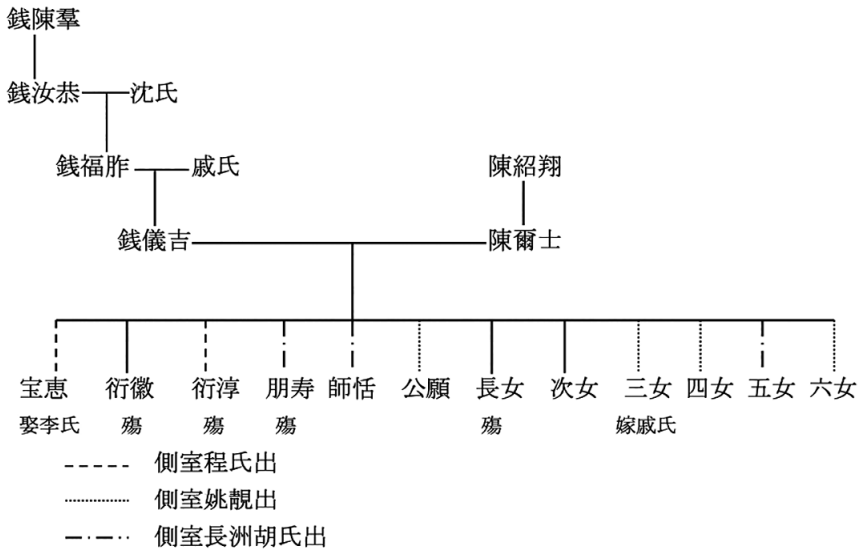 銭陳羣
銭汝恭 沈氏
銭福胙 戚氏 陳紹翔
銭儀吉 陳爾士
宝恵 衍徽 衍淳 朋寿 師恬 公願 長女 次女 三女 四女 五女 六女
娶李氏 殤 殤 殤 殤 嫁戚氏
側室程氏出
側室姚靚出
側室長洲胡氏出